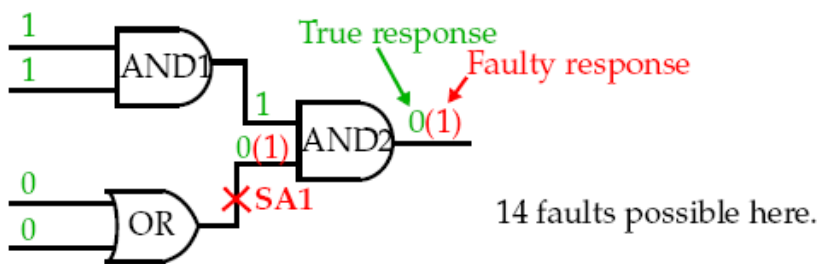 True response
Faulty response
1
1
AND1
1
0(1)
0(1)
AND2
SA1
0
0
OR
14 faults possible here.